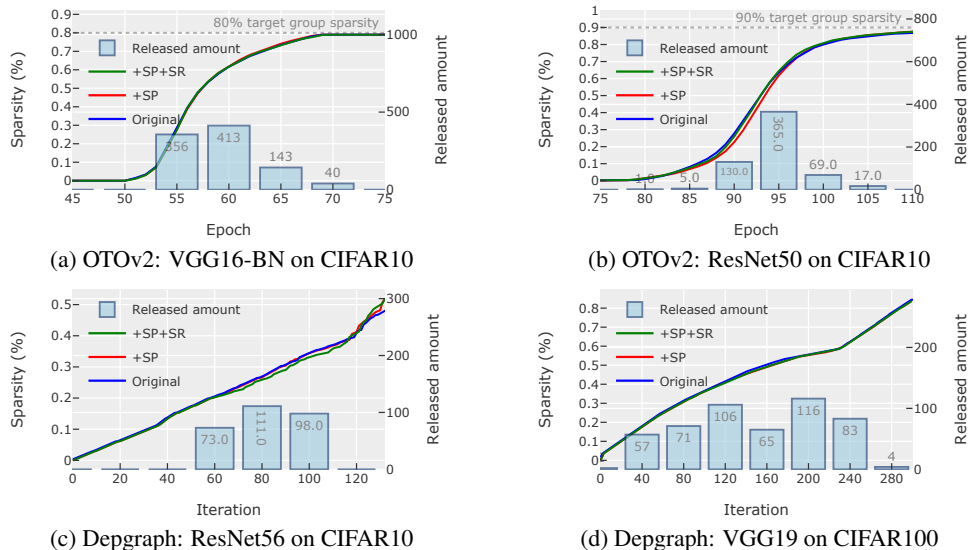 80% target group sparsity
Released amount
+SP+SR
+SP
Original
Sparsity (%)
0.9
0.8
0.7
0.6
0.5
0.4
0.3
0.2
0.1
0
1000
500
0
Released amount
356
413
143
40
45 50 55 60 65 70 75
Epoch
(a) OTOv2: VGG16-BN on CIFAR10
90% target group sparsity
Released amount
+SP+SR
+SP
Original
Sparsity (%)
1
0.9
0.8
0.7
0.6
0.5
0.4
0.3
0.2
0.1
0
800
600
400
200
0
Released amount
1.0
5.0
130.0
365.0
69.0
17.0
75 80 85 90 95 100 105 110
Epoch
(b) OTOv2: ResNet50 on CIFAR10
Released amount
+SP+SR
+SP
Original
Sparsity (%)
0.5
0.4
0.3
0.2
0.1
0
300
200
100
0
Released amount
73.0
111.0
98.0
0 20 40 60 80 100 120
Iteration
(c) Depgraph: ResNet56 on CIFAR10
Released amount
+SP+SR
+SP
Original
Sparsity (%)
0.8
0.7
0.6
0.5
0.4
0.3
0.2
0.1
0
200
100
0
Released amount
57
71
106
65
116
83
4
0 40 80 120 160 200 240 280
Iteration
(d) Depgraph: VGG19 on CIFAR100